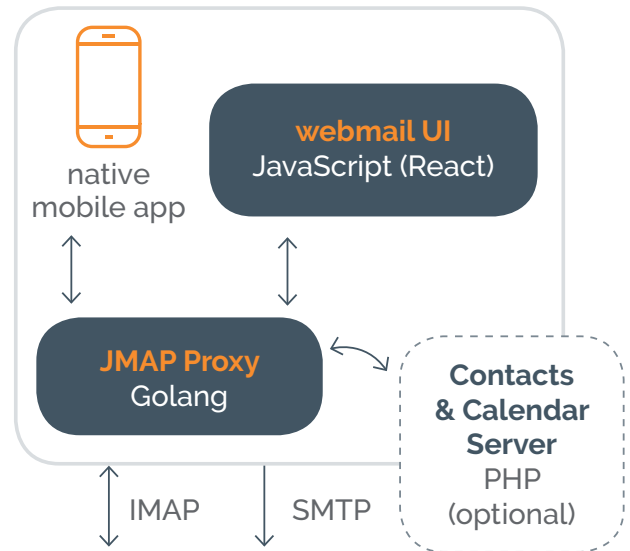 native
mobile app
webmail UI
JavaScript (React)
JMAP Proxy
Golang
Contacts
& Calendar
Server
PHP
(optional)
IMAP
SMTP